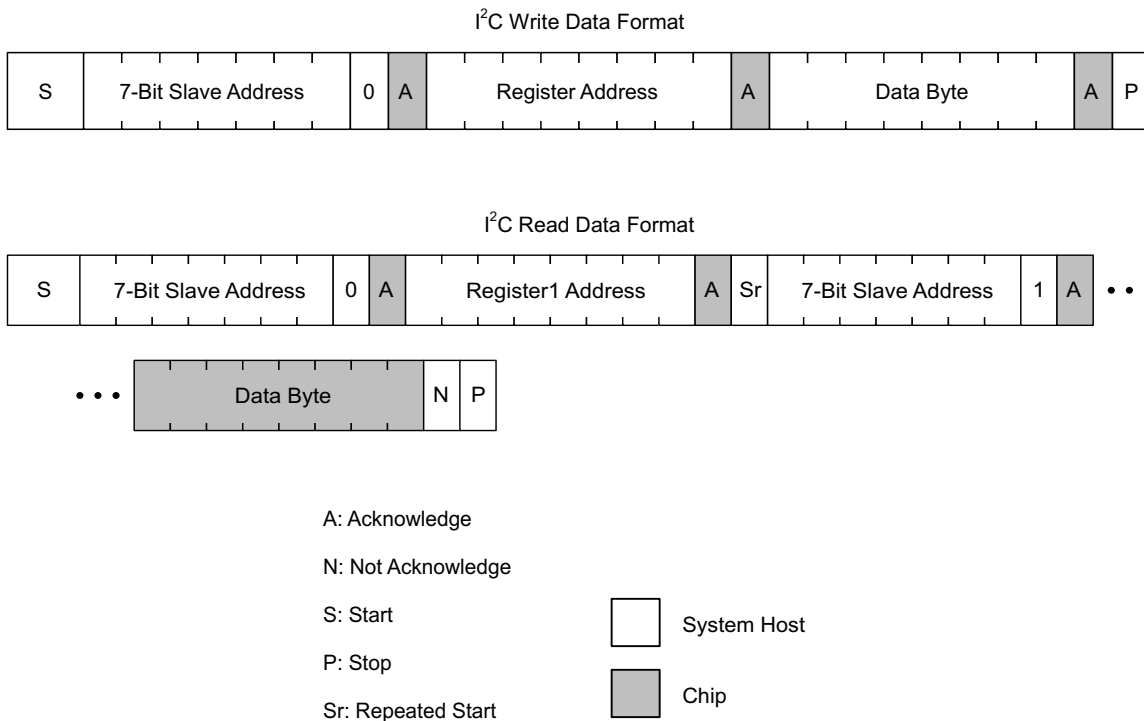 I²C Write Data Format
S 7-Bit Slave Address 0 A Register Address A Data Byte A P
I²C Read Data Format
S 7-Bit Slave Address 0 A Register1 Address A Sr 7-Bit Slave Address 1 A • •
• • • Data Byte N P
A: Acknowledge
N: Not Acknowledge
S: Start
System Host
P: Stop
Chip
Sr: Repeated Start